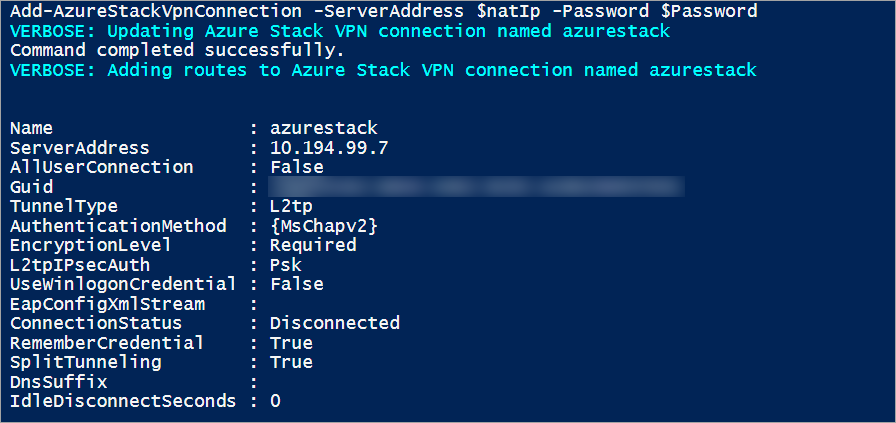 Add-AzureStackVpnConnection -ServerAddress $natIp -Password $Password
VERBOSE: Updating Azure Stack VPN connection named azurestack
Command completed successfully.
VERBOSE: Adding routes to Azure Stack VPN connection named azurestack
Name : azurestack
ServerAddress : 10.194.99.7
AllUserConnection : False
Guid :
TunnelType : L2tp
AuthenticationMethod : {MsChapv2}
EncryptionLevel : Required
L2tpIPsecAuth : Psk
UseWinlogonCredential : False
EapConfigXmlStream :
ConnectionStatus : Disconnected
RememberCredential : True
SplitTunneling : True
DnsSuffix :
IdleDisconnectSeconds : 0